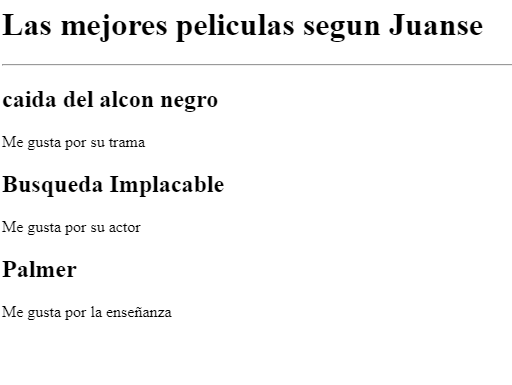 Las mejores peliculas segun Juanse
caida del alcon negro
Me gusta por su trama
Busqueda Implacable
Me gusta por su actor
Palmer
Me gusta por la enseñanza